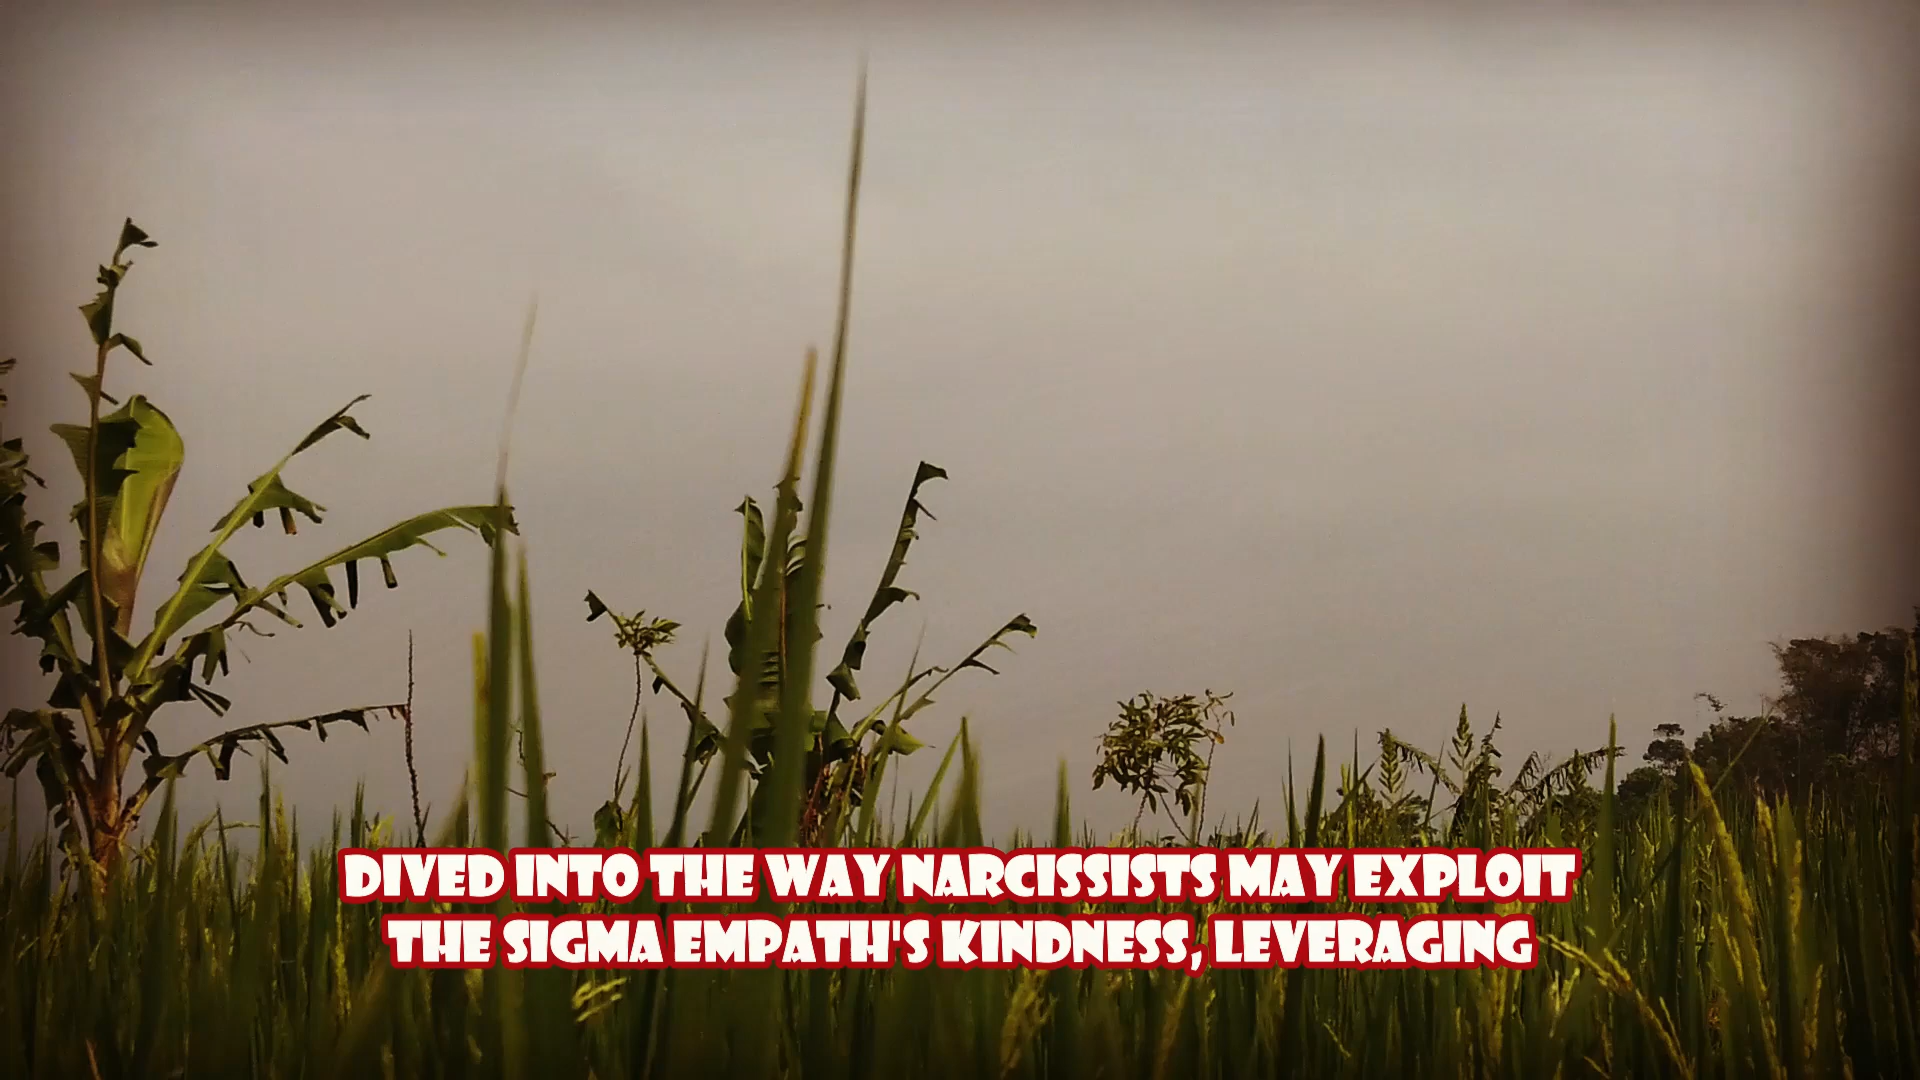 DIVED INTO THE WAY NARCISSISTS MAY EXPLOIT
THE SIGMA EMPATH'S KINDNESS, LEVERAGING